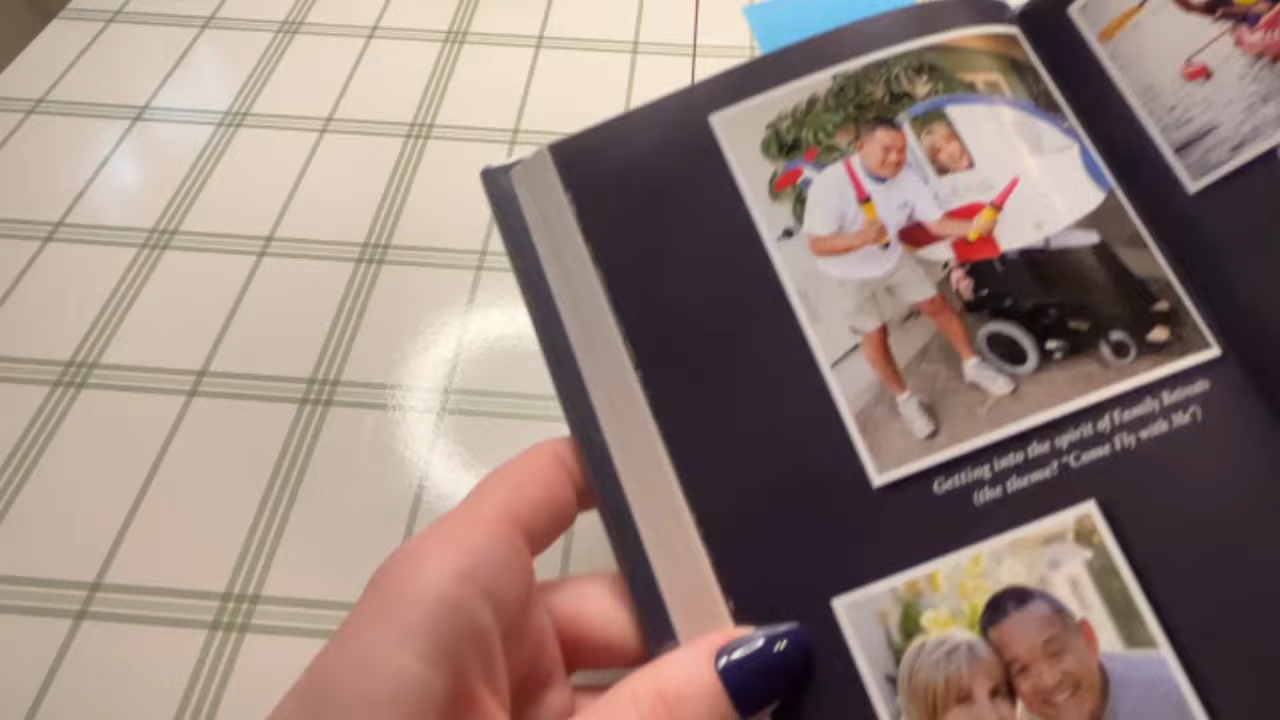 Getting into the spirit of Family Retreats
(the theme? "Come Fly with Me")